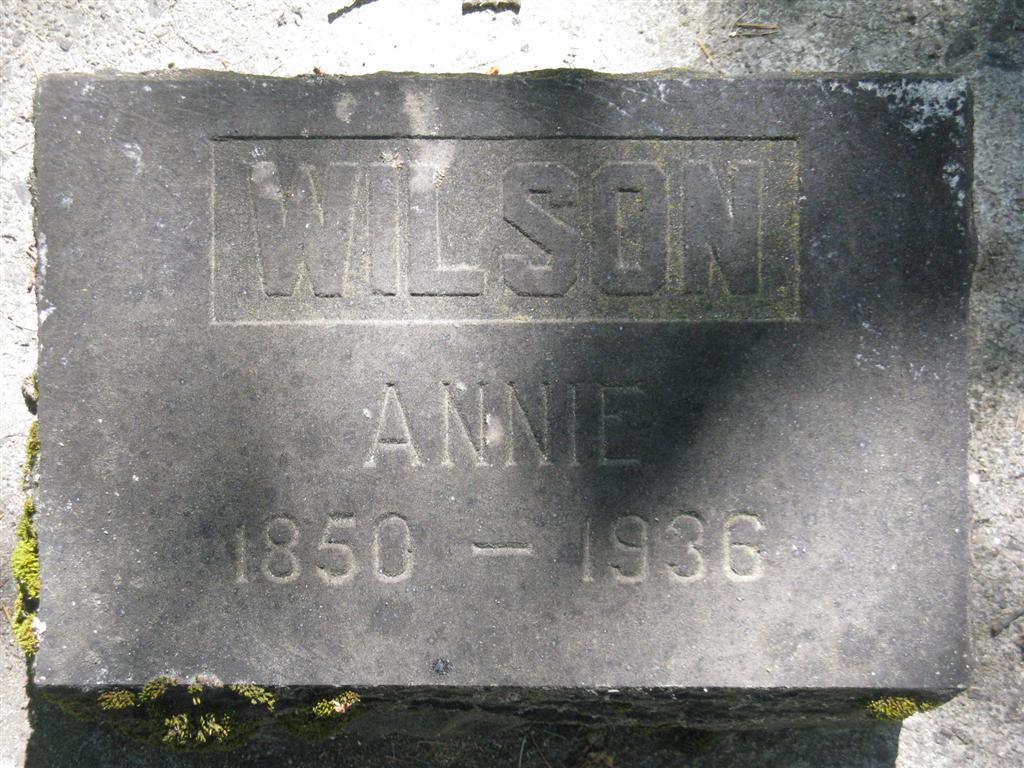 WILSON
ANNIE
1850 — 1936